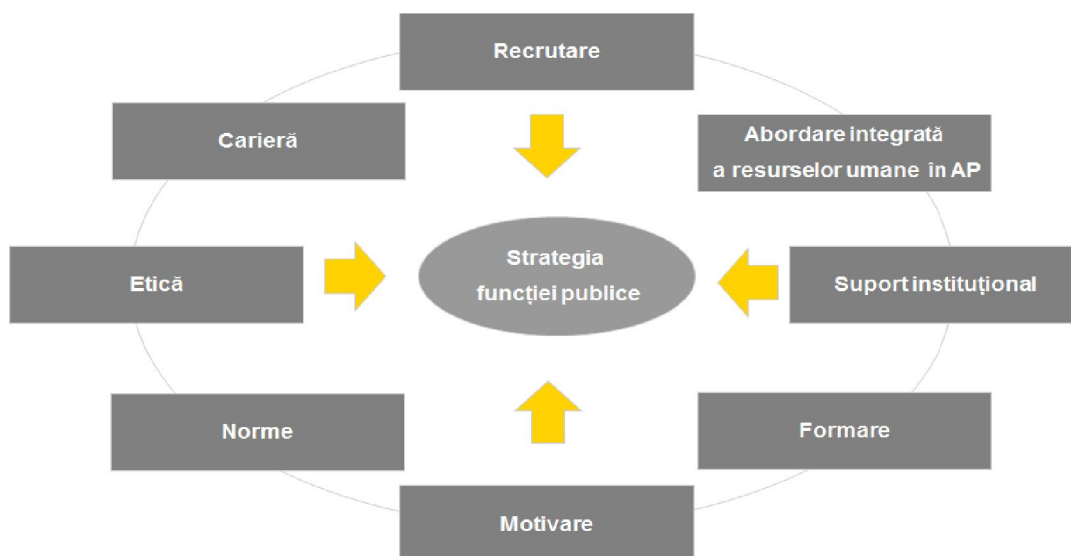 Recrutare
Carieră
Abordare integrată
a resurselor umane în AP
Strategia
funcției publice
Etică
Suport instituțional
Norme
Formare
Motivare